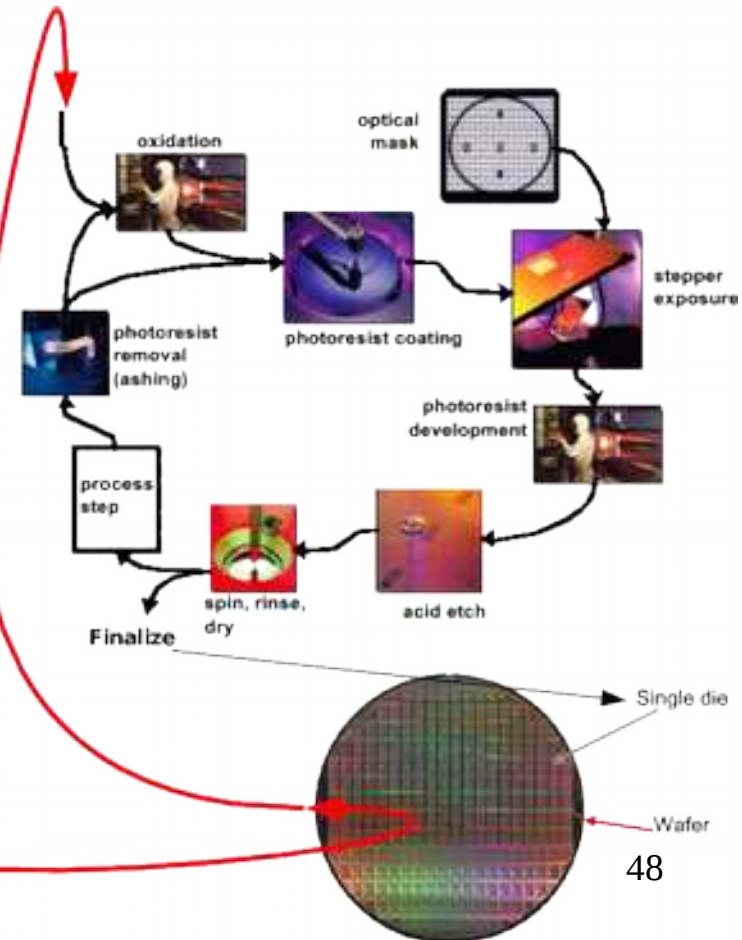 oxidation
optical
mask
stepper
exposure
photoresist coating
photoresist
removal
(ashing)
photoresist
development
process
step
acid etch
spin, rinse,
dry
Finalize
Single die
Wafer
48